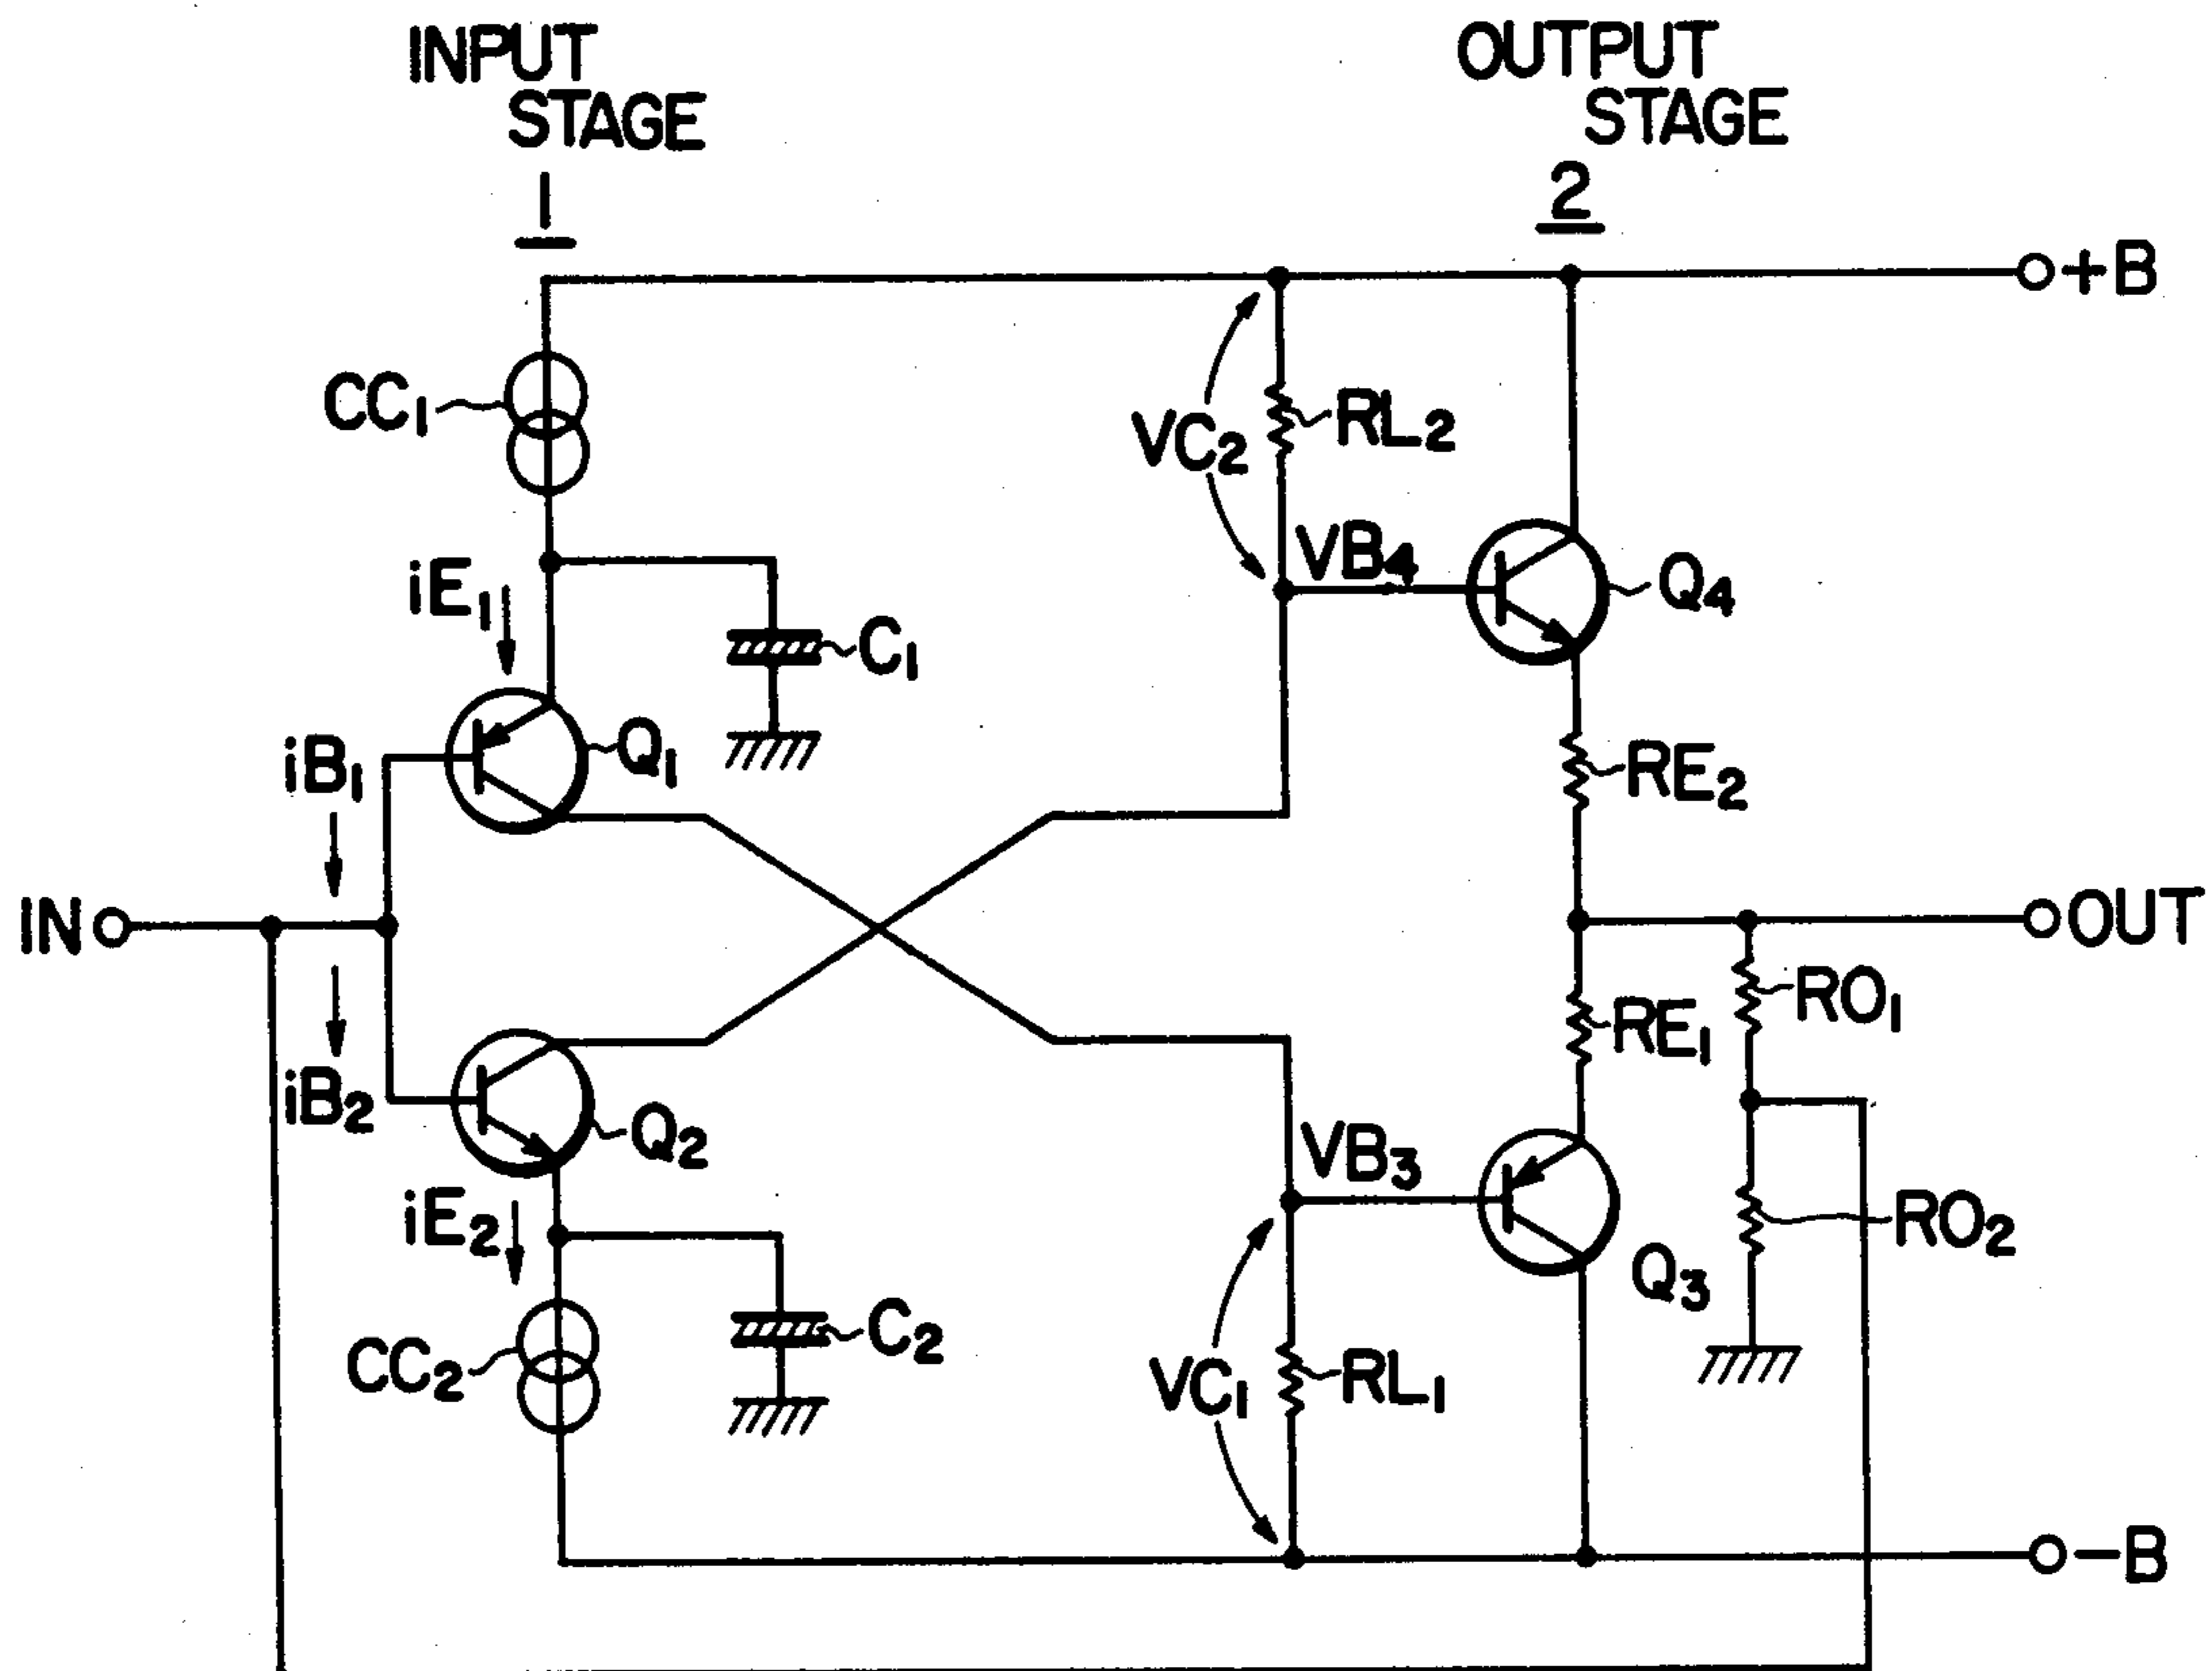 INPUT
STAGE
1
OUTPUT
STAGE
2
+B
CC1
VC2
RL2
iE1
VB4
Q4
C1
iB1
Q1
RE2
IN
OUT
RO1
RE1
iB2
Q2
VB3
iE2
RO2
Q3
C2
CC2
VC1
RL1
-B